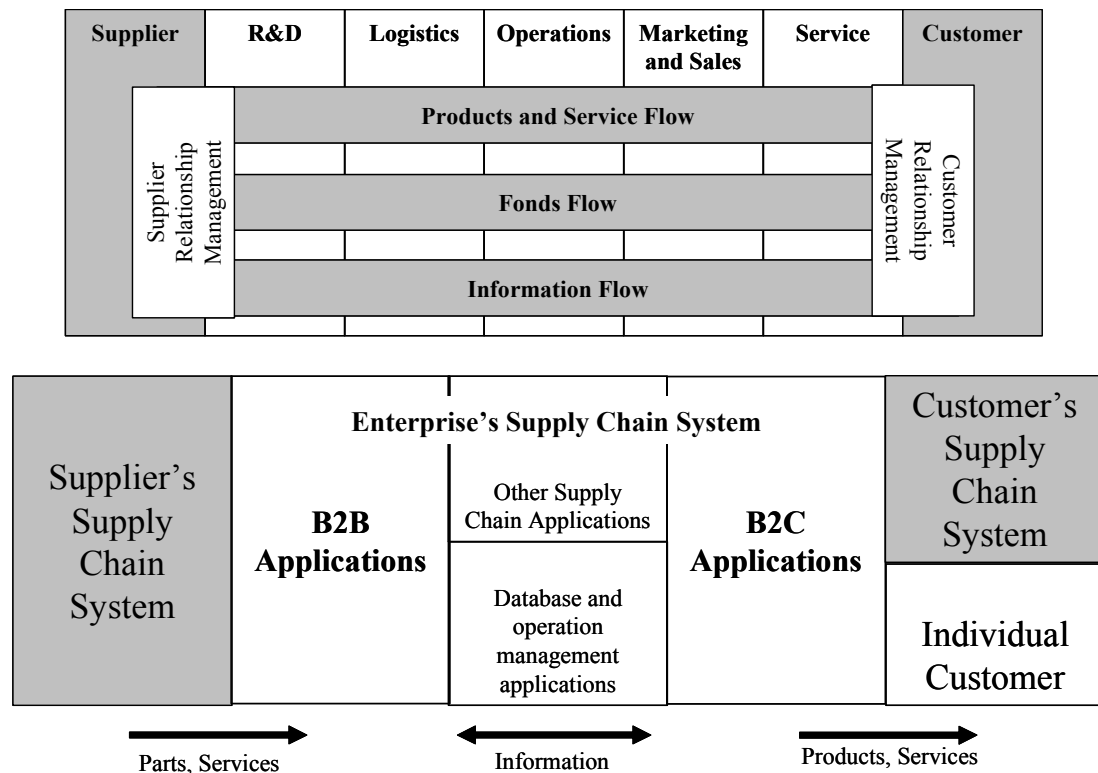 Supplier
R&D
Logistics
Operations
Marketing
and Sales
Service
Customer
Supplier
Relationship
Management
Products and Service Flow
Fonds Flow
Information Flow
Customer
Relationship
Management
Enterprise's Supply Chain System
Supplier's
Supply
Chain
System
B2B
Applications
Other Supply
Chain Applications
Database and
operation
management
applications
B2C
Applications
Customer's
Supply
Chain
System
Individual
Customer
Parts, Services
Information
Products, Services